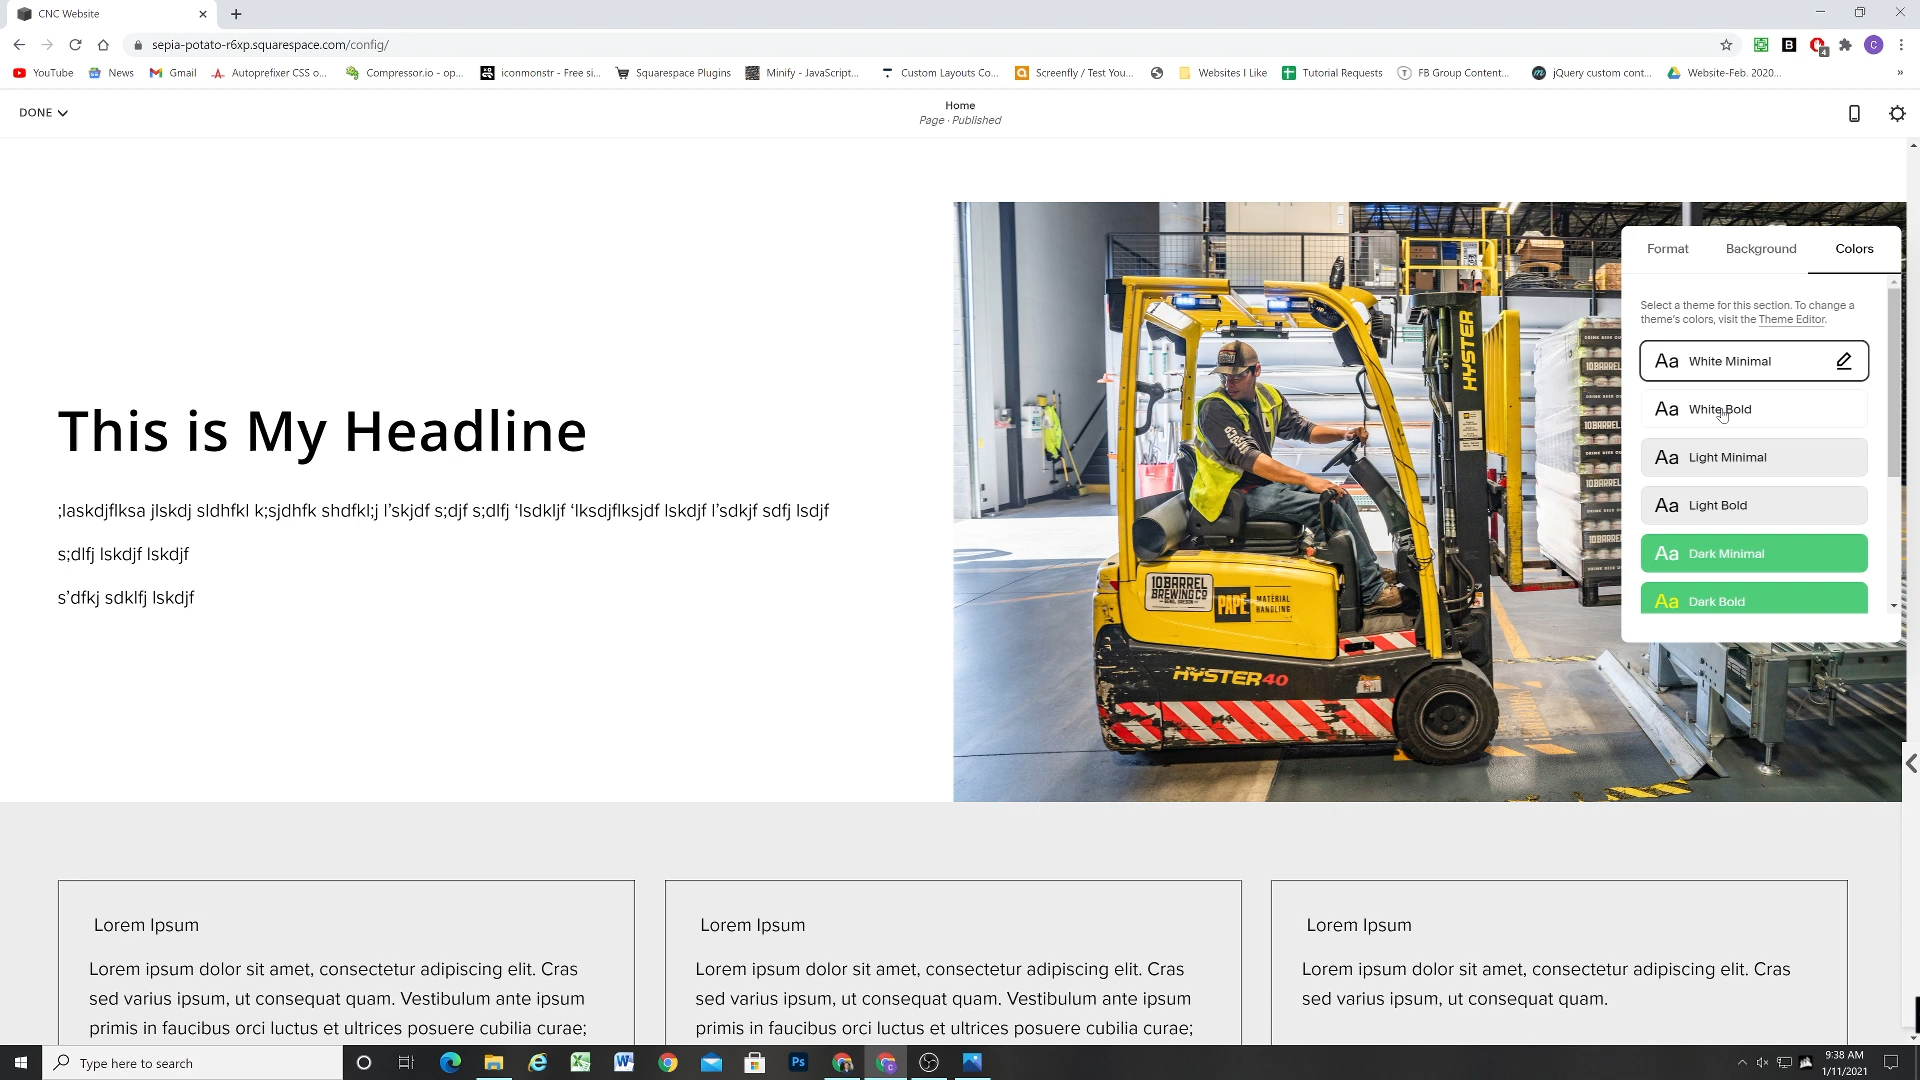 CNC Website
sepia-potato-r6xp.squarespace.com/config/
YouTube News Gmail Autoprefixer CSS o... Compressor.io - op... iconmonstr - Free si... Squarespace Plugins Minify - JavaScript... Custom Layouts Co... Screenfly / Test You... Websites I Like Tutorial Requests FB Group Content... jQuery custom cont... Website-Feb. 2020...
DONE
Home
Page · Published
Format Background Colors
Select a theme for this section. To change a
theme's colors, visit the Theme Editor.
Aa White Minimal
Aa White Bold
Aa Light Minimal
Aa Light Bold
Aa Dark Minimal
Aa Dark Bold
This is My Headline
;laskdjflksa jlskdj sldhfkl k;sjdhfk shdfkl;j l’skjdf s;djf s;dlfj ‘lsdkljf ‘lksdjflksjdf lskdjf l’sdkjf sdfj lsdjf
s;dlfj lskdjf lskdjf
s’dfkj sdklfj lskdjf
HYSTER
10 BARREL
BREWING CO
PAPÉ MATERIAL
HANDLING
HYSTER 40
10 BARREL
10 BARREL
10 BARREL
10 BARREL
Lorem Ipsum
Lorem ipsum dolor sit amet, consectetur adipiscing elit. Cras
sed varius ipsum, ut consequat quam. Vestibulum ante ipsum
primis in faucibus orci luctus et ultrices posuere cubilia curae;
Lorem Ipsum
Lorem ipsum dolor sit amet, consectetur adipiscing elit. Cras
sed varius ipsum, ut consequat quam. Vestibulum ante ipsum
primis in faucibus orci luctus et ultrices posuere cubilia curae;
Lorem Ipsum
Lorem ipsum dolor sit amet, consectetur adipiscing elit. Cras
sed varius ipsum, ut consequat quam.
Type here to search
9:38 AM
1/11/2021